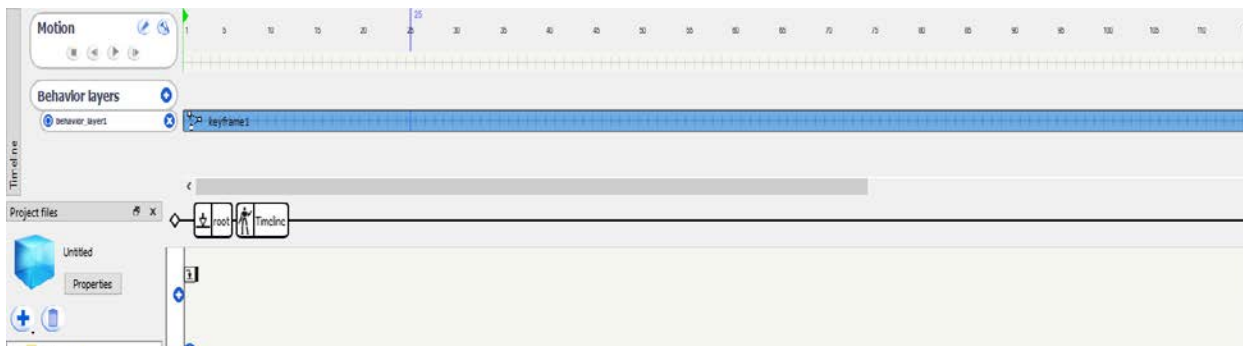 25
Motion
1 5 10 15 20 25 30 35 40 45 50 55 60 65 70 75 80 85 90 95 100 105 110
Behavior layers
behavior_layer1
keyframe1
Timeline
Project files
root Timeline
Untitled
Properties